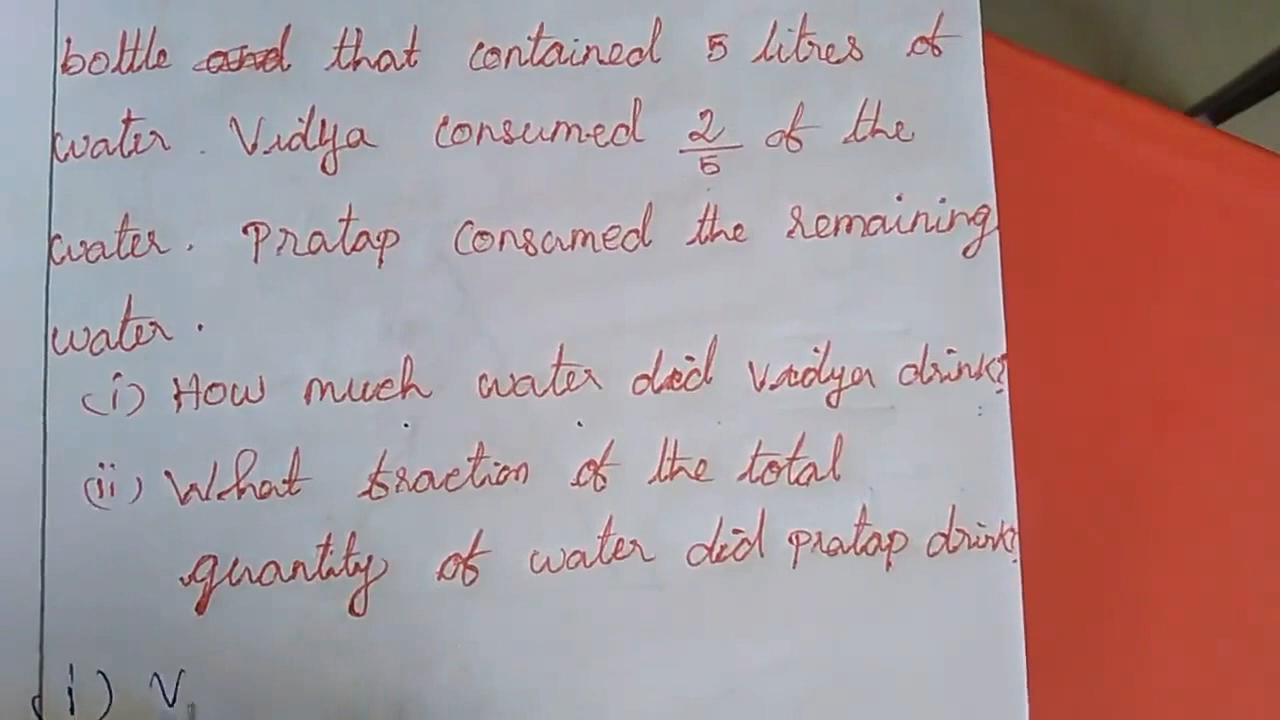 bottle and that contained 5 litres of
water. Vidya consumed 2/5 of the
water. Pratap consumed the remaining
water.
(i) How much water did Vidya drink?
(ii) What fraction of the total
quantity of water did pratap drink?
i) V